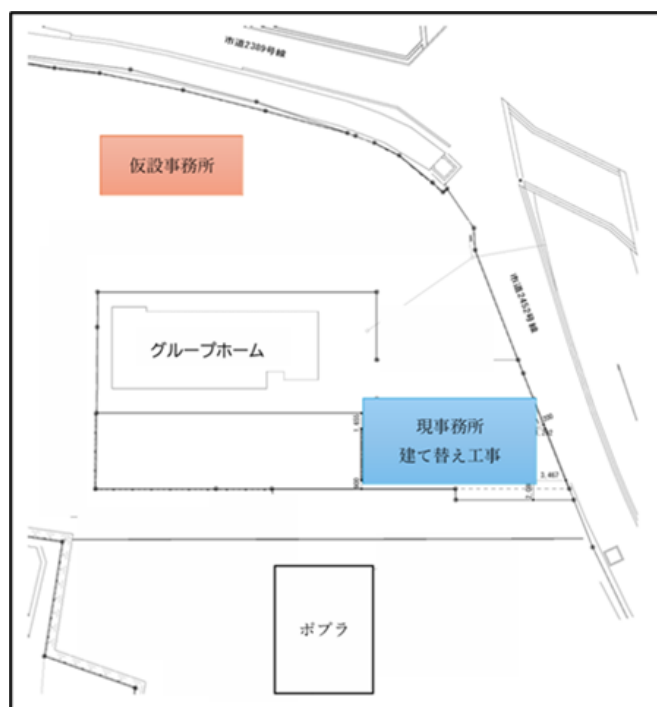 市道2389号線
仮設事務所
市道2452号線
グループホーム
現事務所
建て替え工事
3.467
ポプラ